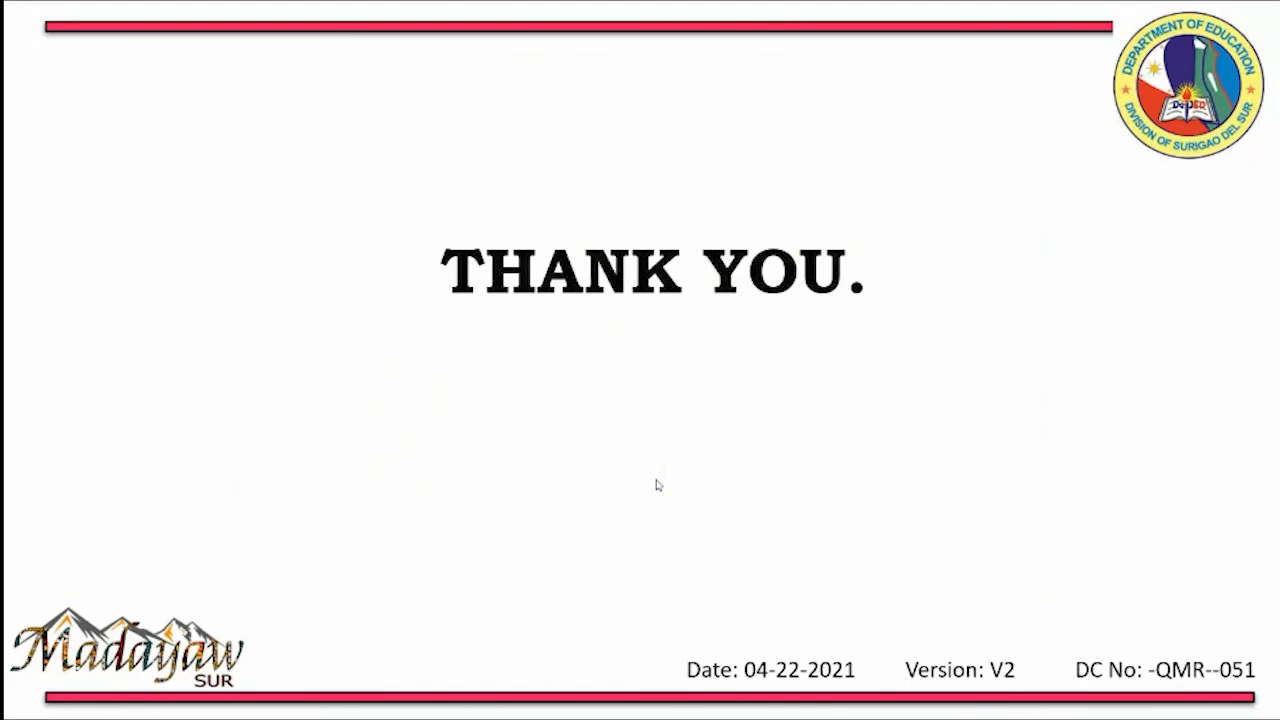 DEPARTMENT OF EDUCATION
DepED
DIVISION OF SURIGAO DEL SUR
THANK YOU.
Madayaw
SUR
Date: 04-22-2021 Version: V2 DC No: -QMR--051